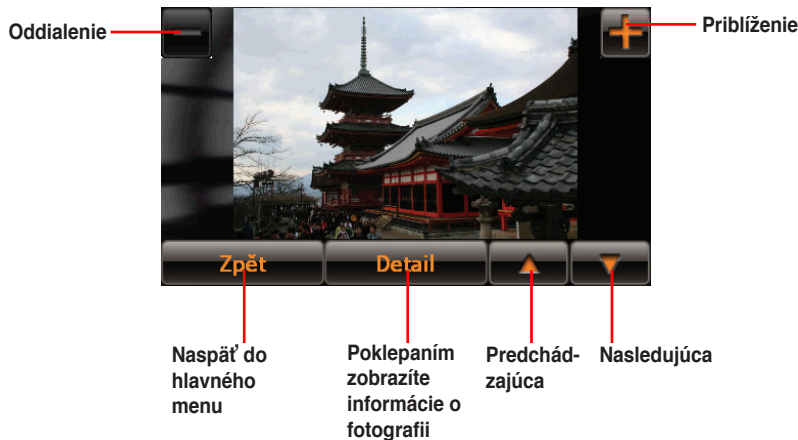 Oddialenie
Priblíženie
Zpět
Detail
Naspäť do
hlavného
menu
Poklepaním
zobrazíte
informácie o
fotografii
Predchád-
zajúca
Nasledujúca